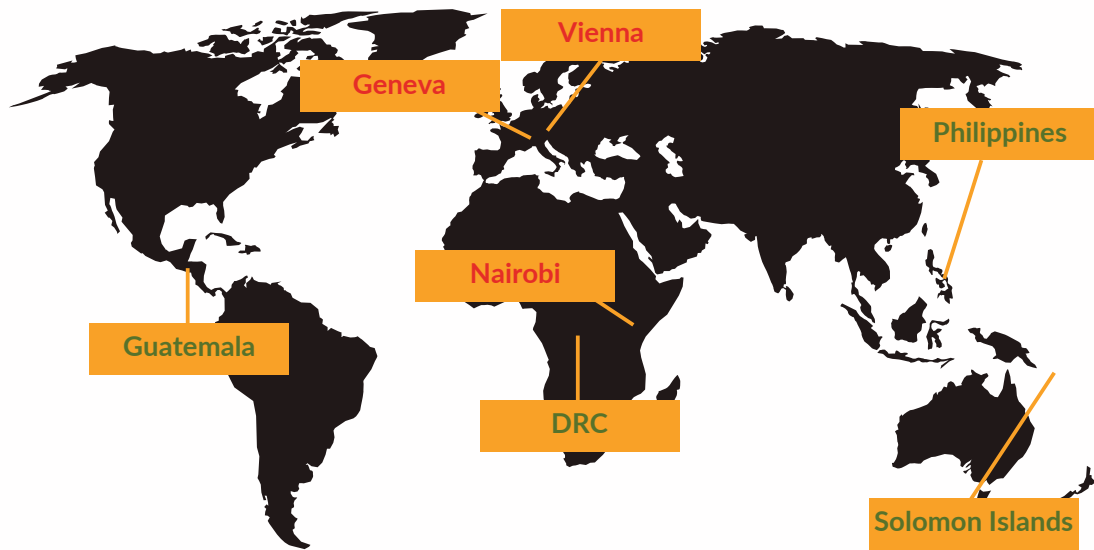 Vienna
Geneva
Philippines
Nairobi
Guatemala
DRC
Solomon Islands